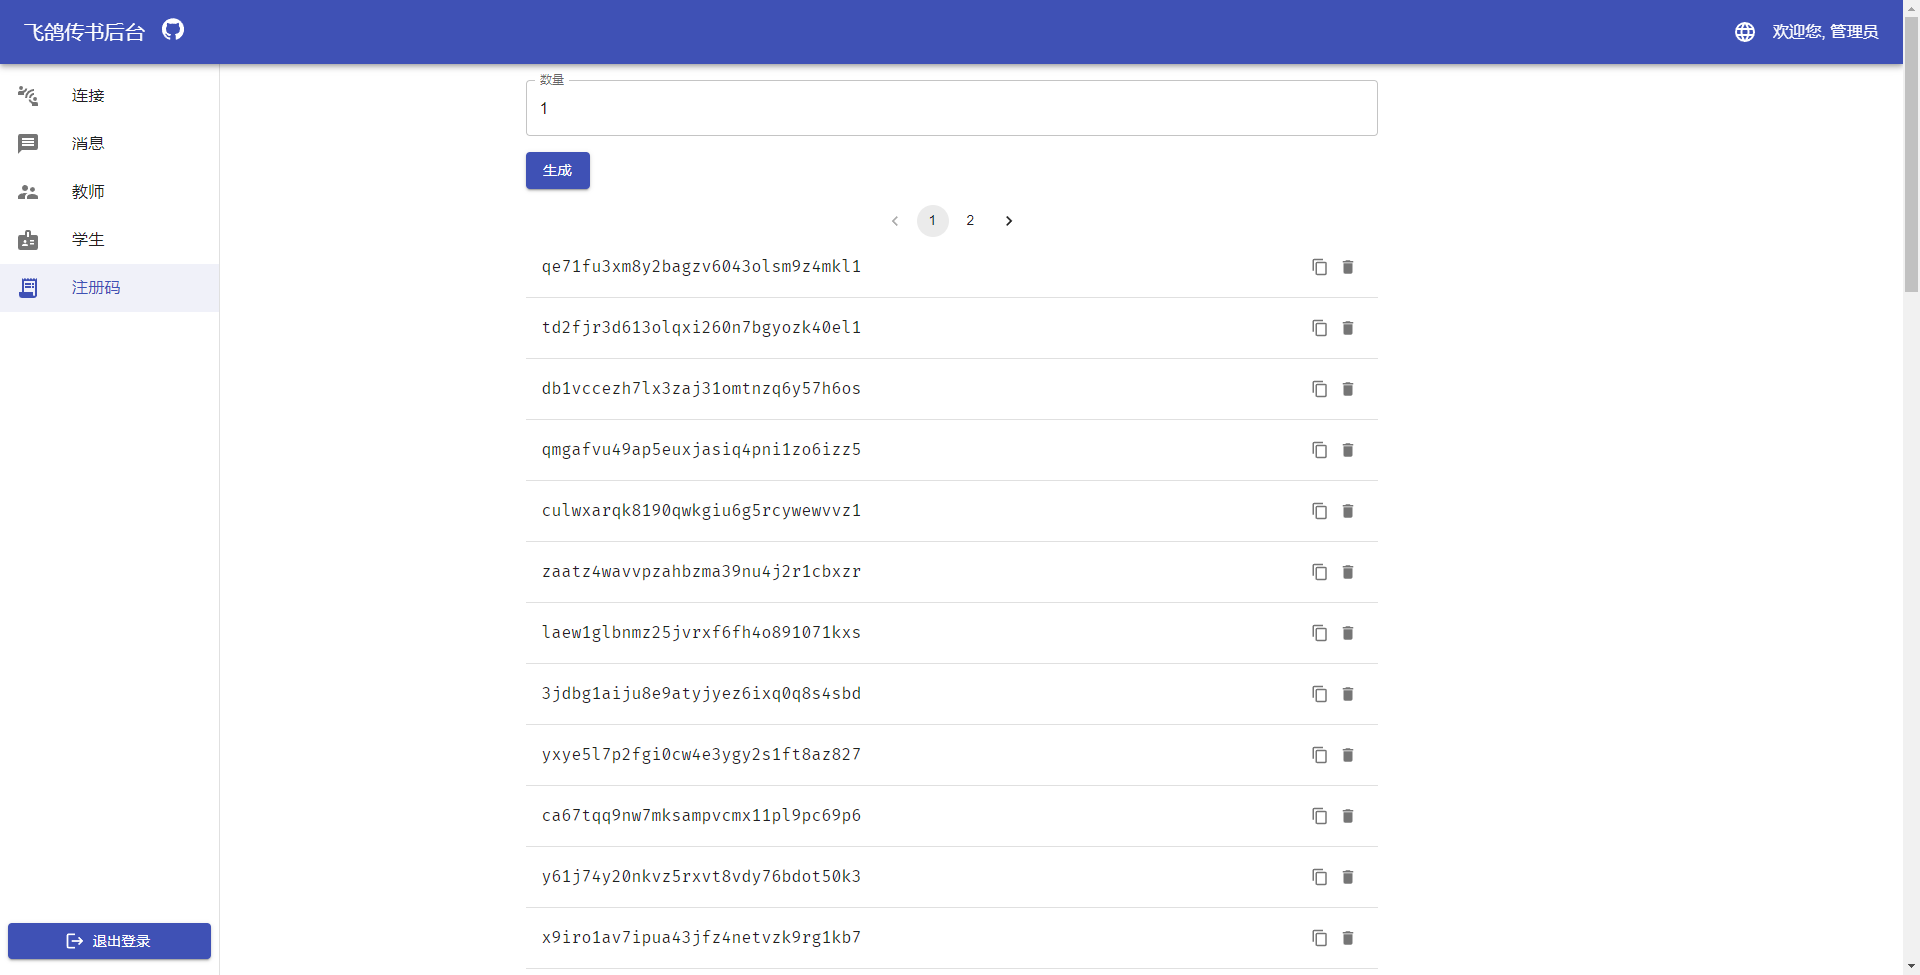 飞鸽传书后台
欢迎您, 管理员
连接
消息
教师
学生
注册码
退出登录
数量
1
生成
1 2
qe71fu3xm8y2bagzv6043olsm9z4mkl1
td2fjr3d613olqxi260n7bgyozk40el1
db1vccezh7lx3zaj31omtnzq6y57h6os
qmgafvu49ap5euxjasiq4pni1zo6izz5
culwxarqk8190qwkgiu6g5rcywewvvz1
zaatz4wavvpzahbzma39nu4j2r1cbxzr
laew1glbnmz25jvrxf6fh4o891071kxs
3jdbg1aiju8e9atyjyez6ixq0q8s4sbd
yxye5l7p2fgi0cw4e3ygy2s1ft8az827
ca67tqq9nw7mksampvcmx11pl9pc69p6
y61j74y20nkvz5rxvt8vdy76bdot50k3
x9iro1av7ipua43jfz4netvzk9rg1kb7